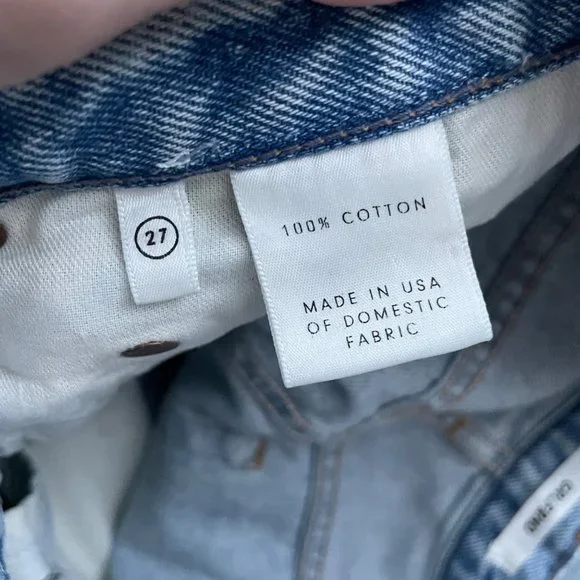 27
100% COTTON
MADE IN USA
OF DOMESTIC
FABRIC